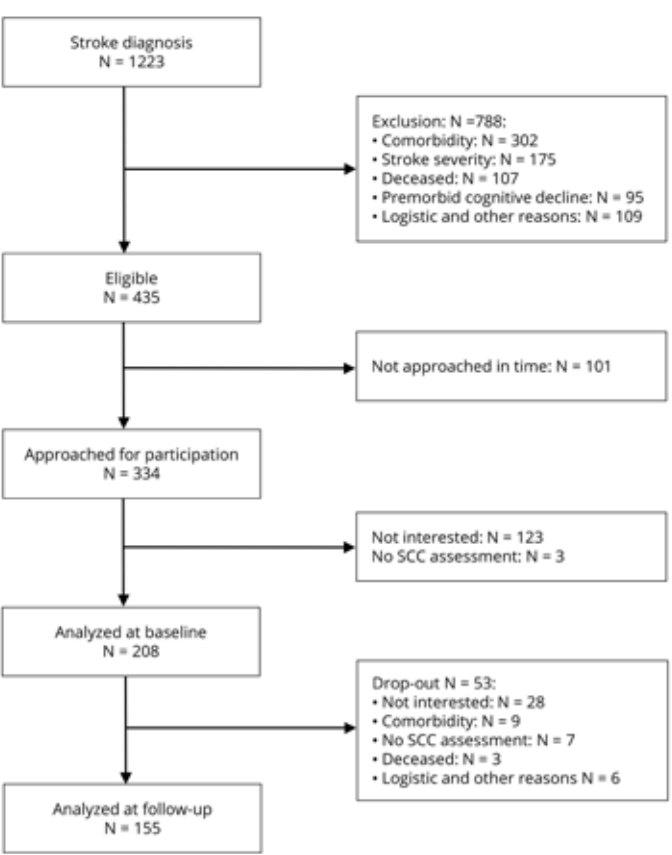 Stroke diagnosis
N = 1223
Exclusion: N =788:
• Comorbidity: N = 302
• Stroke severity: N = 175
• Deceased: N = 107
• Premorbid cognitive decline: N = 95
• Logistic and other reasons: N = 109
Eligible
N = 435
Not approached in time: N = 101
Approached for participation
N = 334
Not interested: N = 123
No SCC assessment: N = 3
Analyzed at baseline
N = 208
Drop-out N = 53:
• Not interested: N = 28
• Comorbidity: N = 9
• No SCC assessment: N = 7
• Deceased: N = 3
• Logistic and other reasons N = 6
Analyzed at follow-up
N = 155